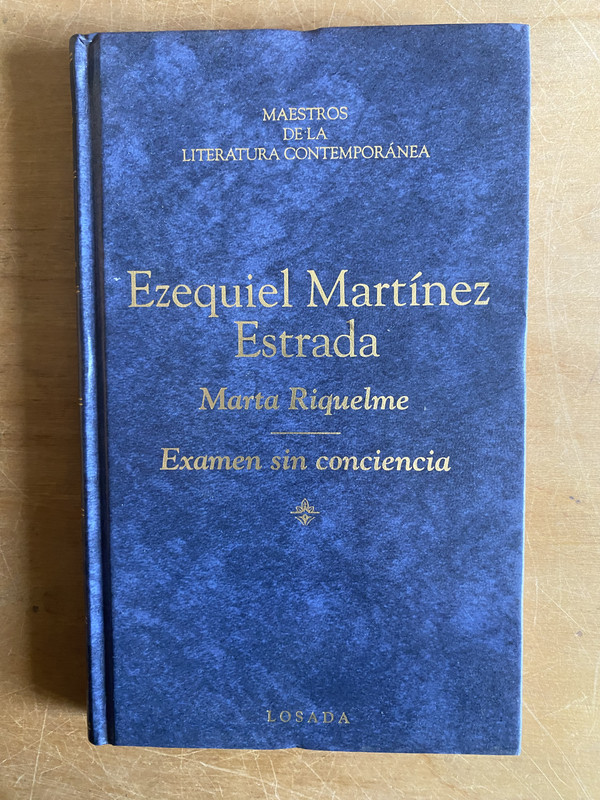 MAESTROS
DE LA
LITERATURA CONTEMPORÁNEA
Ezequiel Martínez
Estrada
Marta Riquelme
Examen sin conciencia
LOSADA